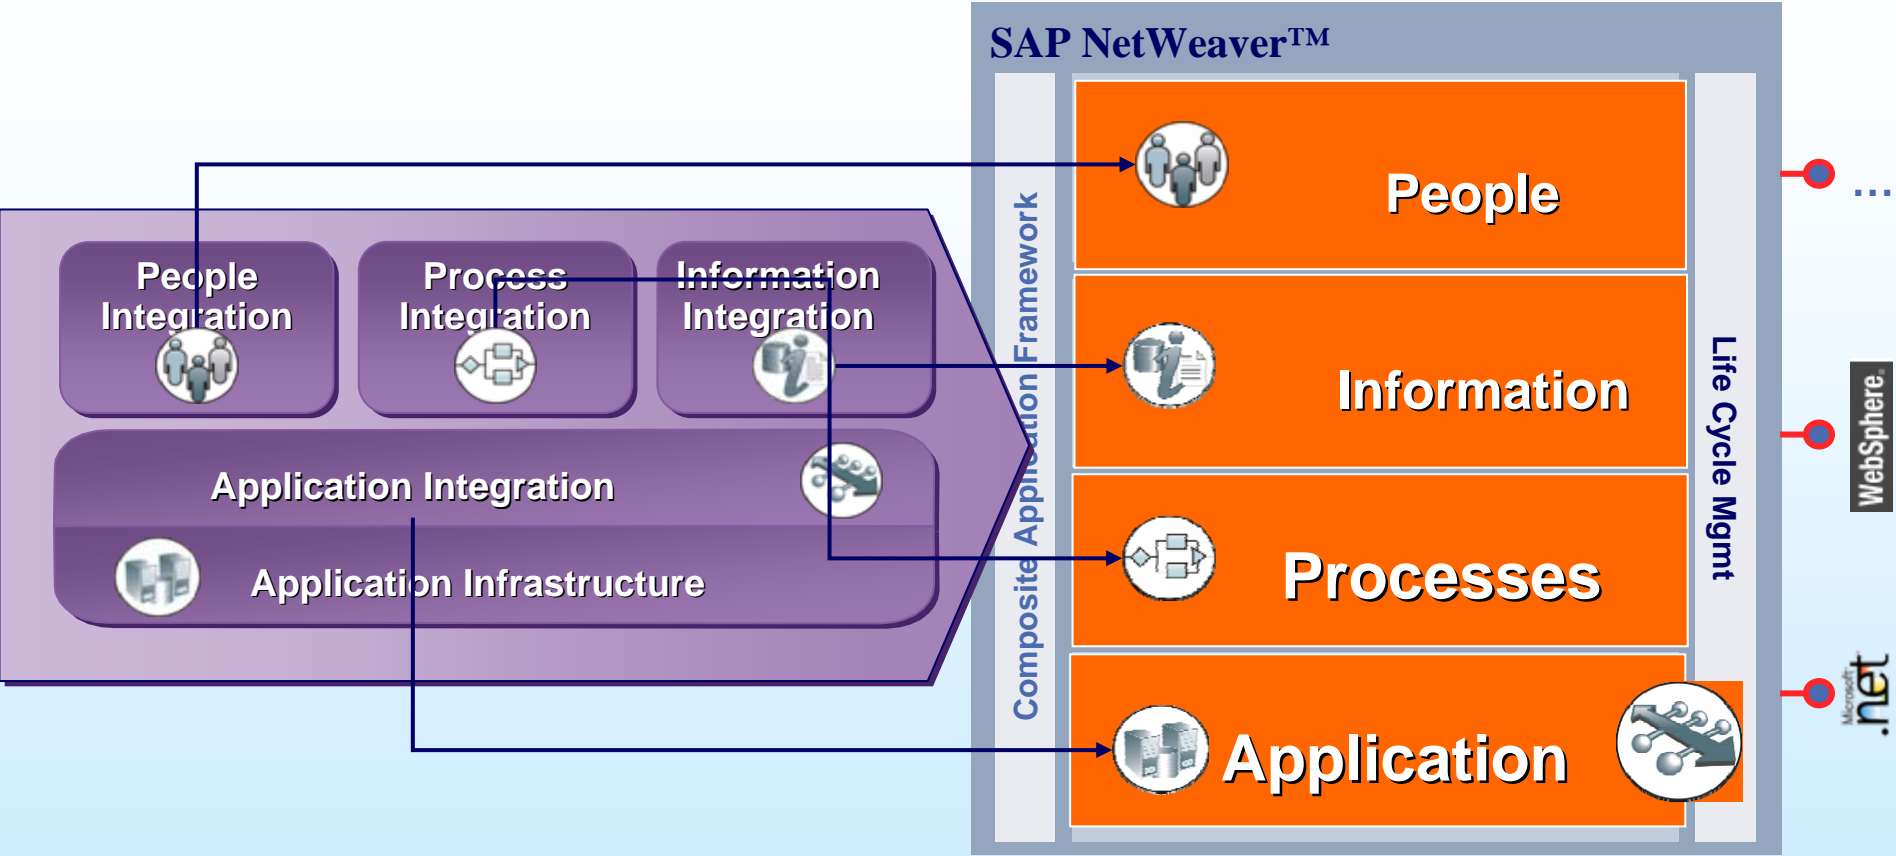 SAP NetWeaver™
People
Integration
Process
Integration
Information
Integration
Application Integration
Application Infrastructure
Composite Application Framework
People
Information
Processes
Application
Life Cycle Mgmt
...
WebSphere.
Microsoft
.net